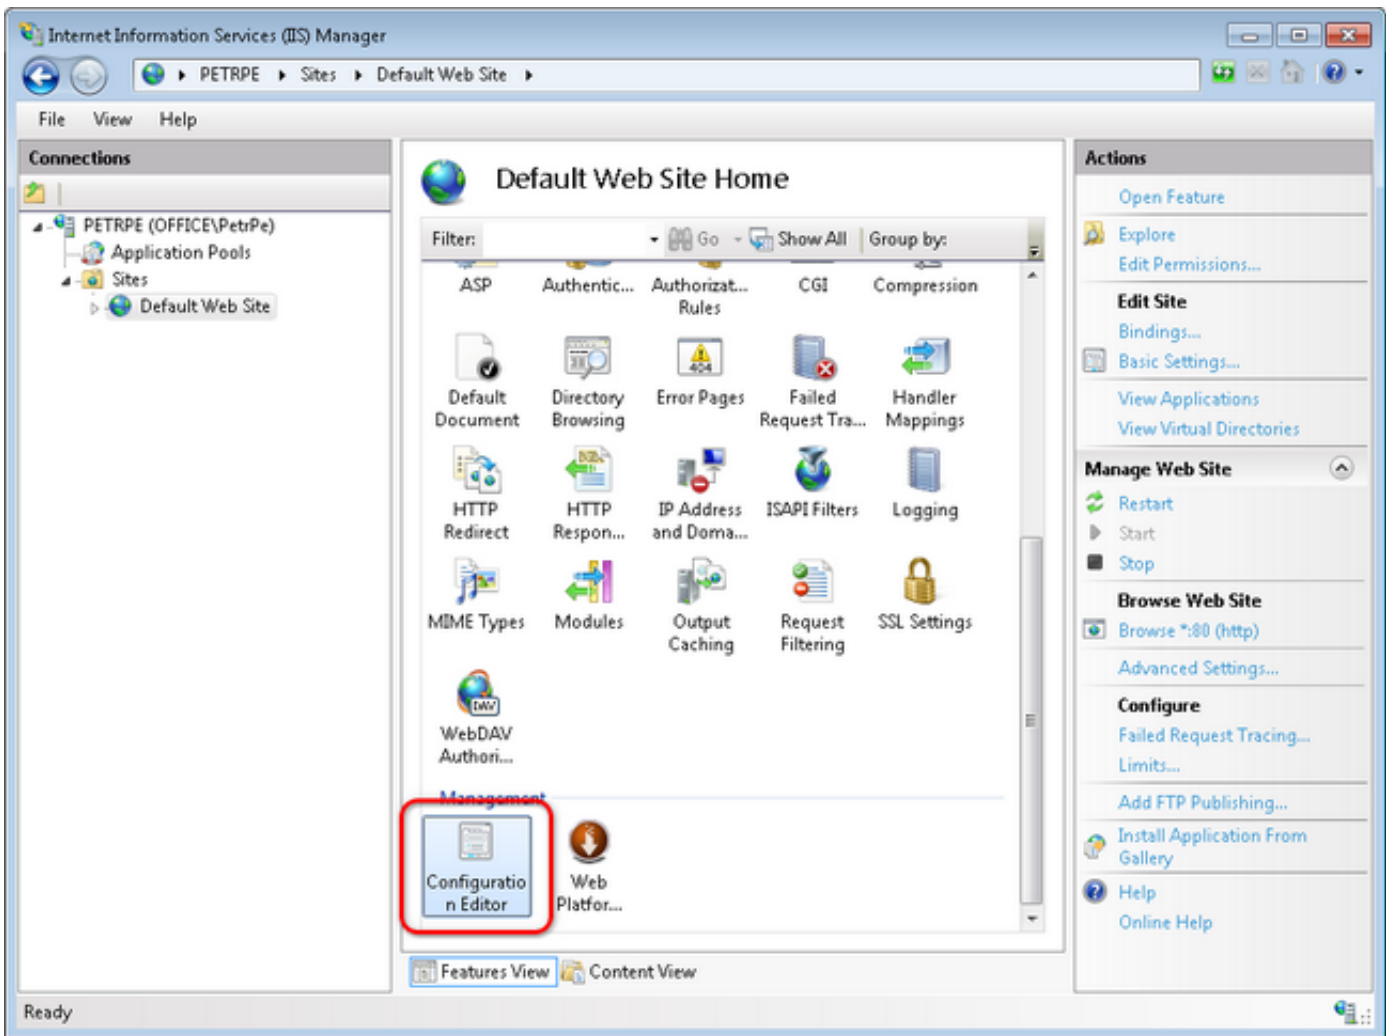 Internet Information Services (IIS) Manager
PETRPE Sites Default Web Site
File View Help
Connections
PETRPE (OFFICE\PetrPe)
Application Pools
Sites
Default Web Site
Default Web Site Home
Filter: Go Show All Group by:
ASP Authentic... Authorizat... CGI Compression
Rules
404
Default Directory Error Pages Failed Handler
Document Browsing Request Tra... Mappings
HTTP HTTP IP Address ISAPI Filters Logging
Redirect Respon... and Doma...
MIME Types Modules Output Request SSL Settings
Caching Filtering
DAV
WebDAV
Authori...
Management
Configuratio Web
n Editor Platfor...
Features View Content View
Actions
Open Feature
Explore
Edit Permissions...
Edit Site
Bindings...
Basic Settings...
View Applications
View Virtual Directories
Manage Web Site
Restart
Start
Stop
Browse Web Site
Browse *:80 (http)
Advanced Settings...
Configure
Failed Request Tracing...
Limits...
Add FTP Publishing...
Install Application From
Gallery
Help
Online Help
Ready